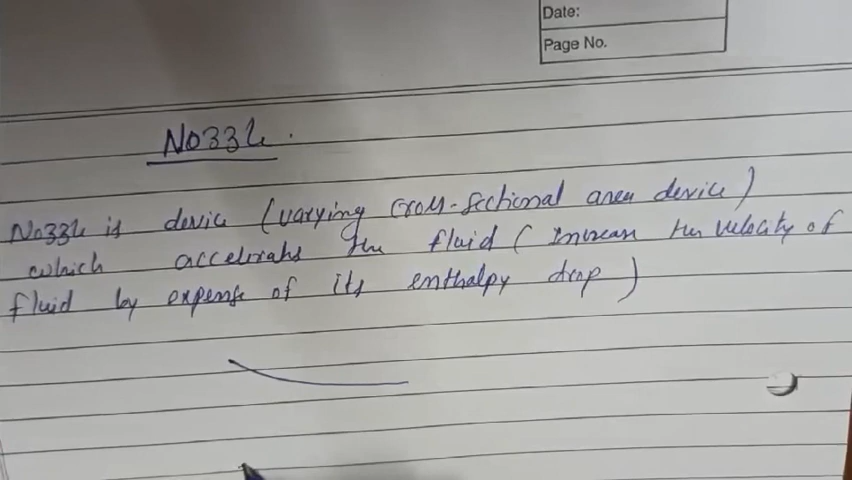 Date:
Page No.
Nozzle.
Nozzle is device (varying cross-sectional area device)
which accelerates the fluid ( Increase the velocity of
fluid by expense of its enthalpy drop )